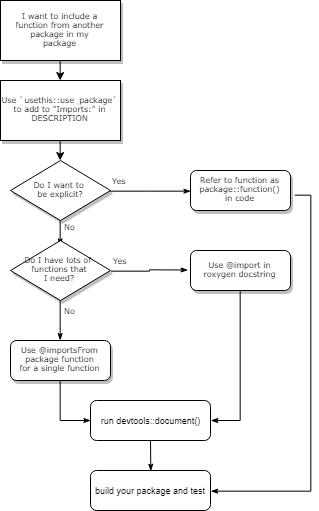 I want to include a
function from another
package in my
package
Use `usethis::use_package`
to add to "Imports:" in
DESCRIPTION
Do I want to
be explicit?
Yes
Refer to function as
package::function()
in code
No
Do I have lots of
functions that
I need?
Yes
Use @import in
roxygen docstring
No
Use @importsFrom
package function
for a single function
run devtools::document()
build your package and test